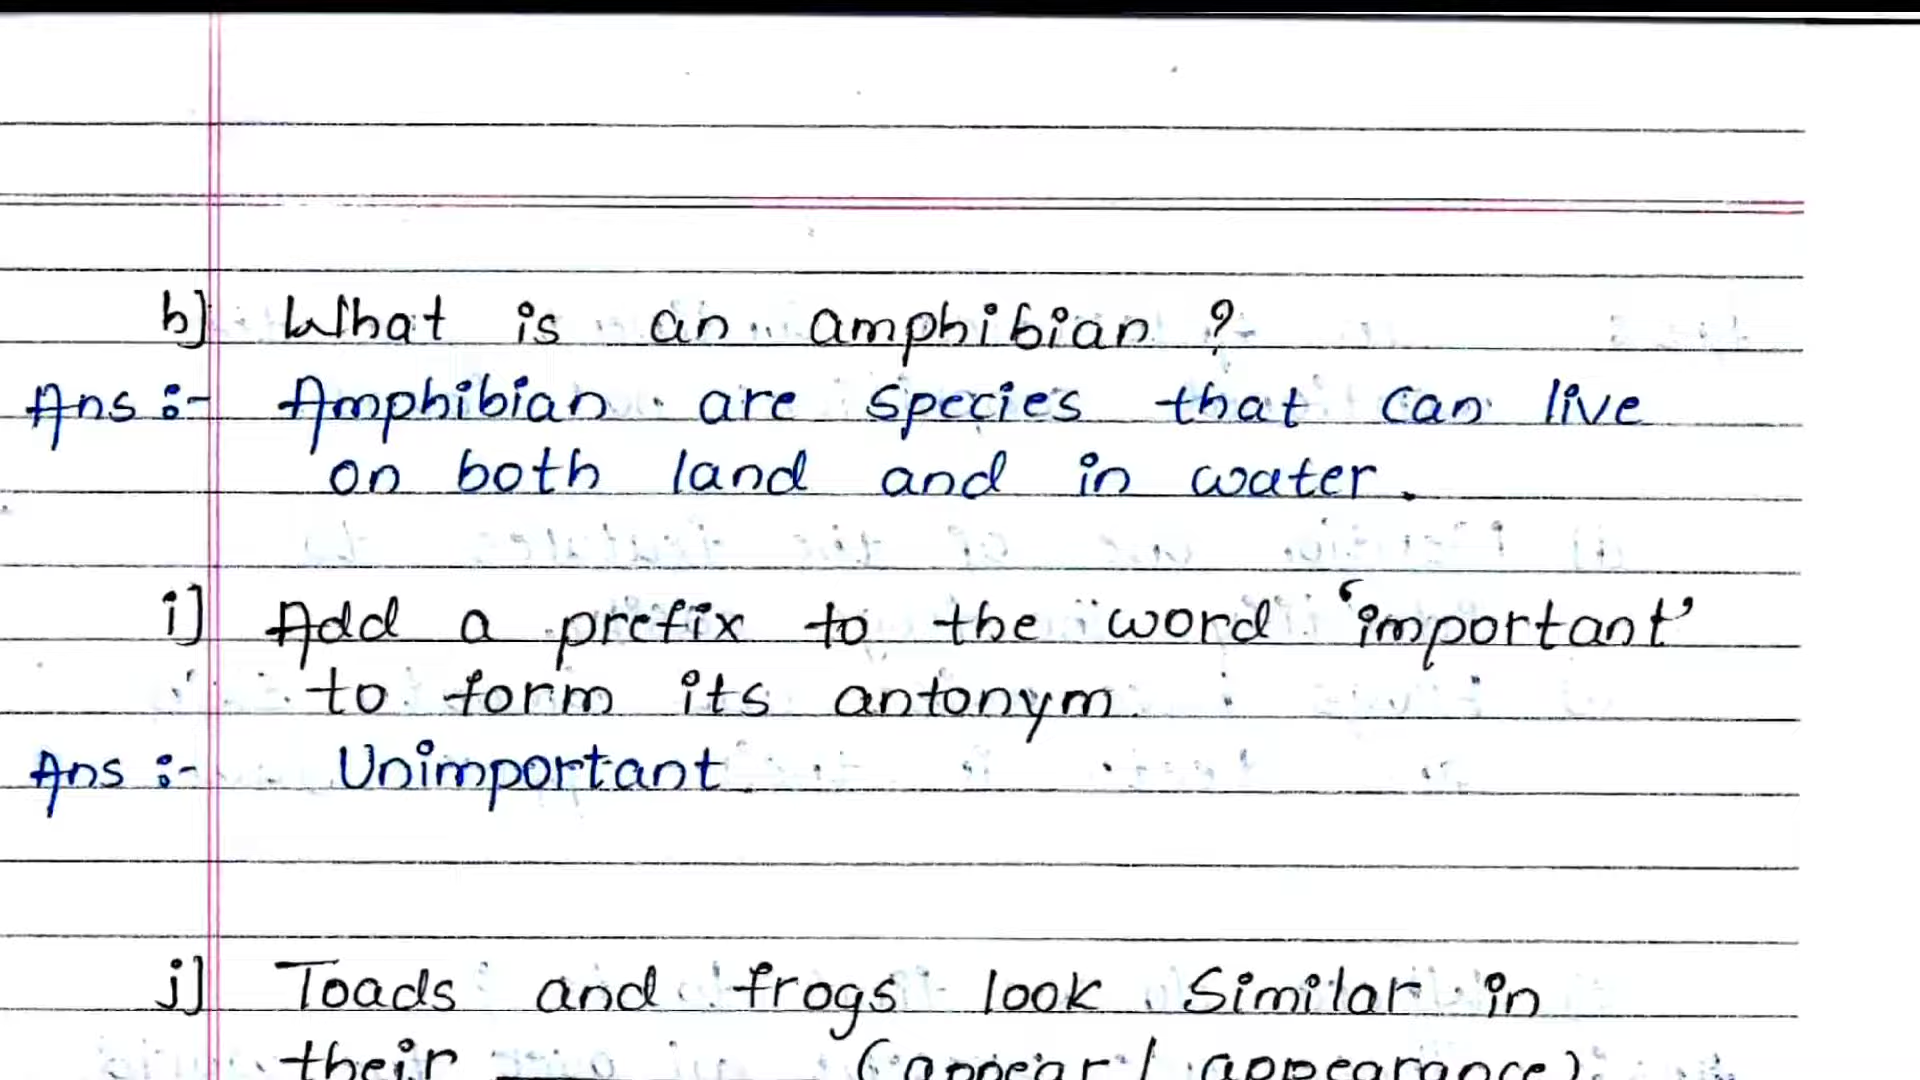 b] What is an amphibian ?
Ans :- Amphibian are species that can live
on both land and in water.
i] Add a prefix to the word 'important'
to form its antonym.
Ans :- Unimportant.
j] Toads and frogs look similar in
their ______ (appear / appearance).